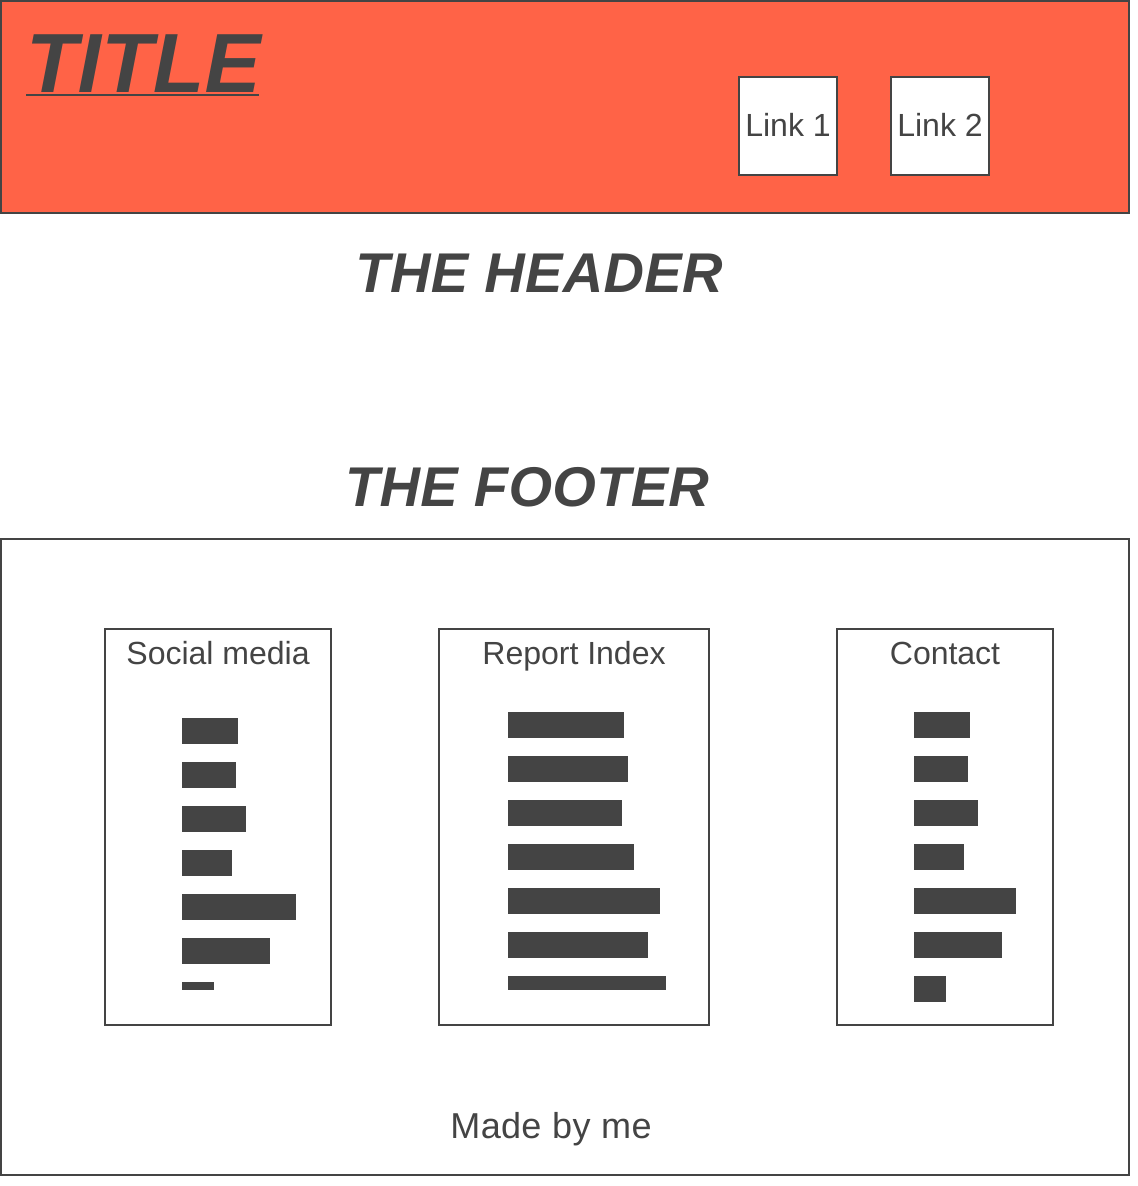 TITLE
Link 1 Link 2
THE HEADER
THE FOOTER
Social media Report Index Contact
Made by me